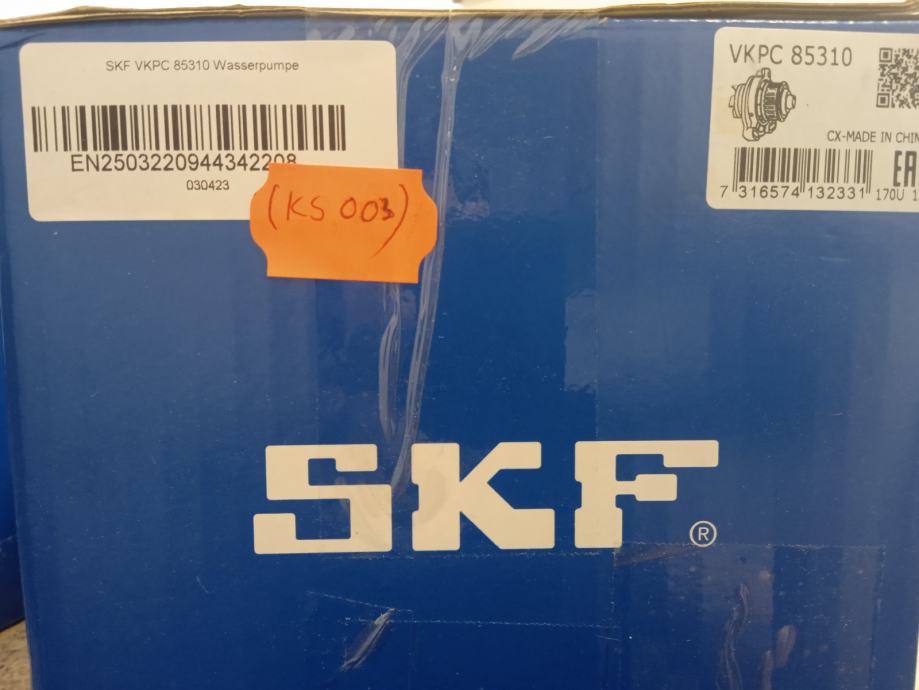 SKF VKPC 85310 Wasserpumpe
EN2503220944342208
030423
(KS 003)
VKPC 85310
CX-MADE IN CHIN
7 316574 132331
EAC
170U 1
SKF
®